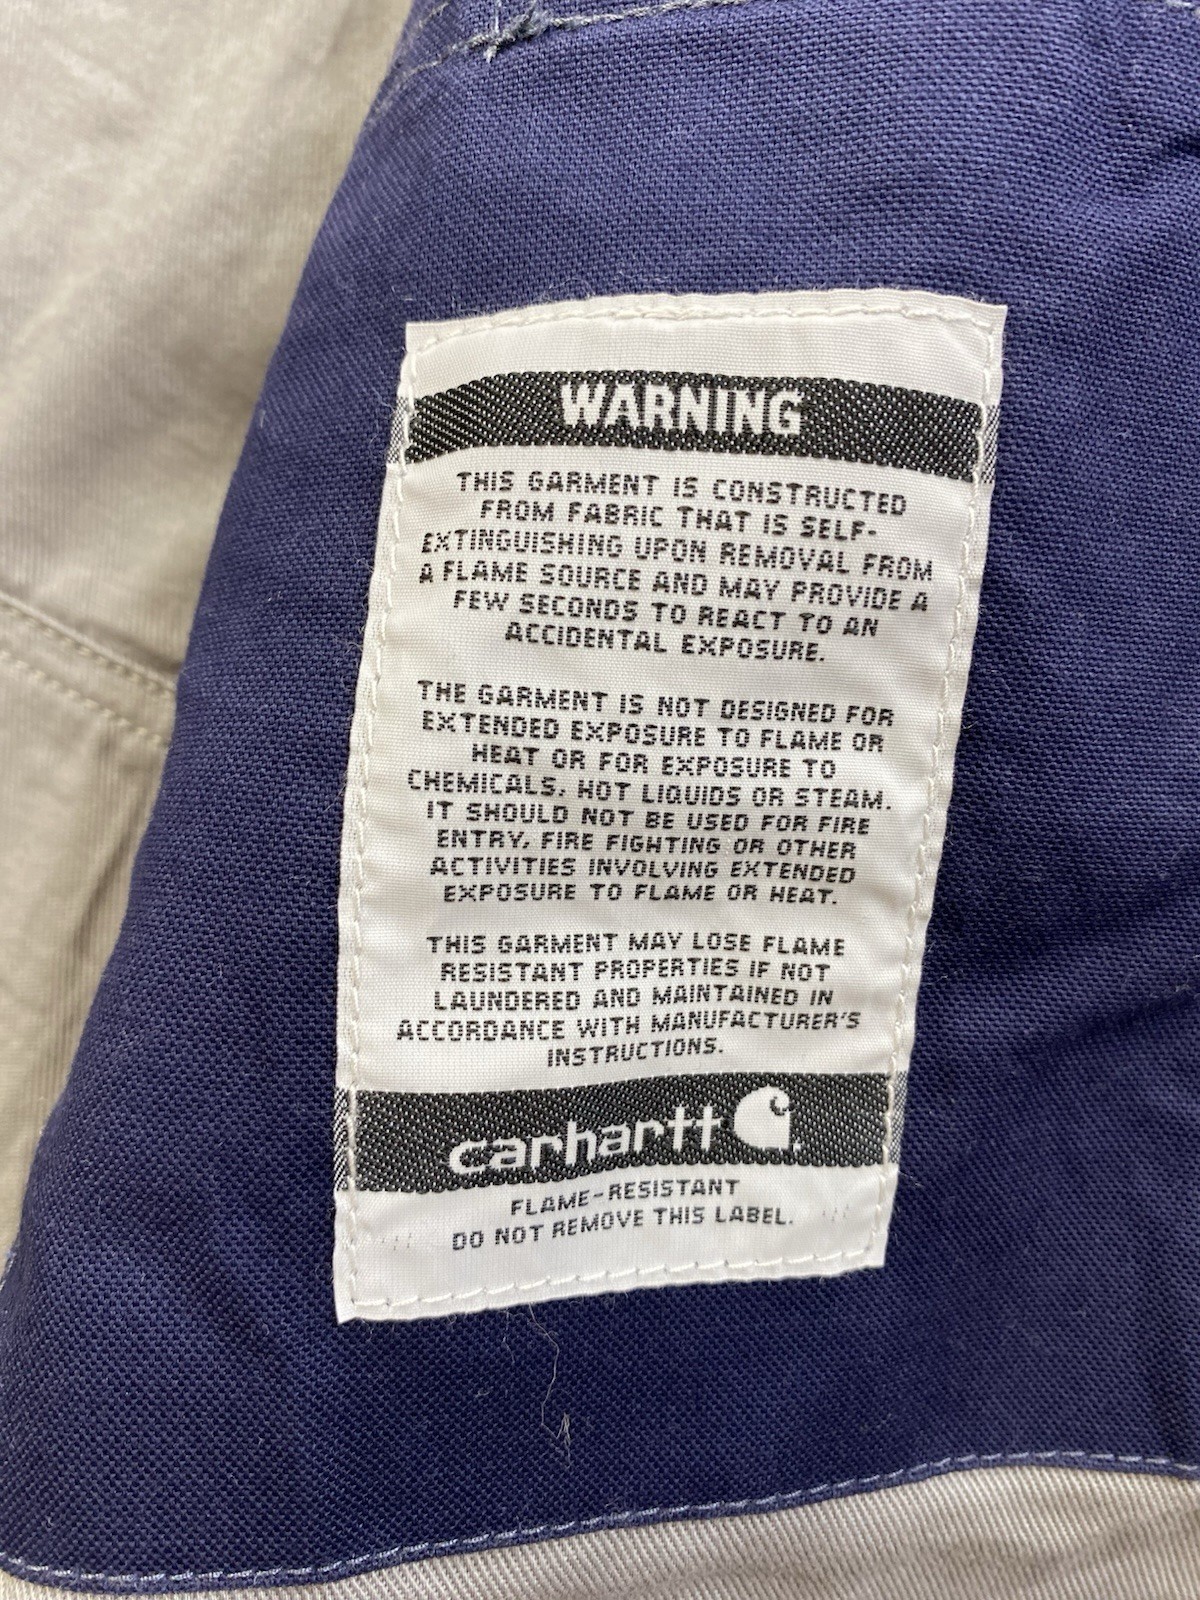 WARNING
THIS GARMENT IS CONSTRUCTED
FROM FABRIC THAT IS SELF-
EXTINGUISHING UPON REMOVAL FROM
A FLAME SOURCE AND MAY PROVIDE A
FEW SECONDS TO REACT TO AN
ACCIDENTAL EXPOSURE.
THE GARMENT IS NOT DESIGNED FOR
EXTENDED EXPOSURE TO FLAME OR
HEAT OR FOR EXPOSURE TO
CHEMICALS, HOT LIQUIDS OR STEAM.
IT SHOULD NOT BE USED FOR FIRE
ENTRY, FIRE FIGHTING OR OTHER
ACTIVITIES INVOLVING EXTENDED
EXPOSURE TO FLAME OR HEAT.
THIS GARMENT MAY LOSE FLAME
RESISTANT PROPERTIES IF NOT
LAUNDERED AND MAINTAINED IN
ACCORDANCE WITH MANUFACTURER'S
INSTRUCTIONS.
carhartt
FLAME-RESISTANT
DO NOT REMOVE THIS LABEL.